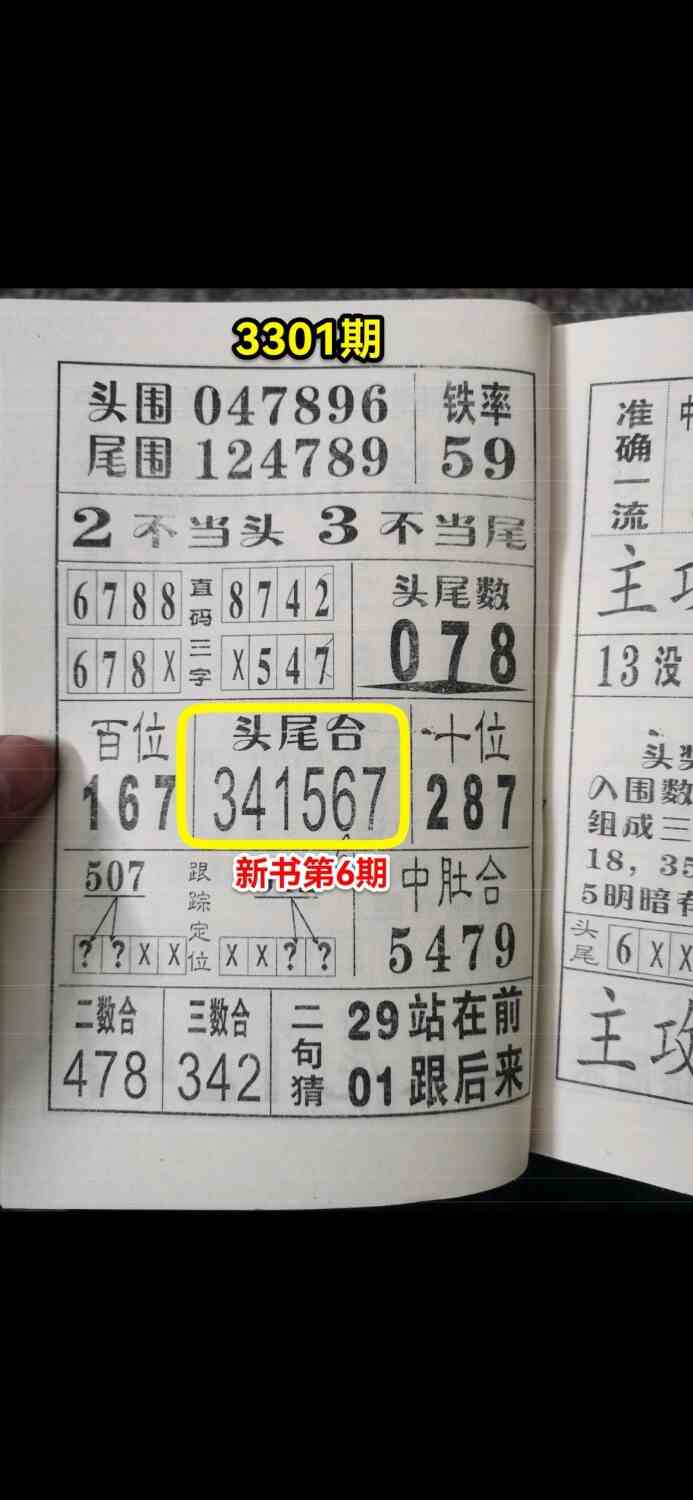 3301期
头围 047896
尾围 124789
铁率
59
2不当头 3不当尾
6788
678X
直码三字
8742
X547
头尾数
078
百位
167
头尾合
341567
十位
287
新书第6期
507
? ? X X
跟踪定位
X X ? ?
中肚合
5479
二数合
478
三数合
342
二句猜
29站在前
01跟后来
准确一流
主攻
13没
头奖
入围数
组成三
18，35
5明暗有
头尾
6 X X
主攻